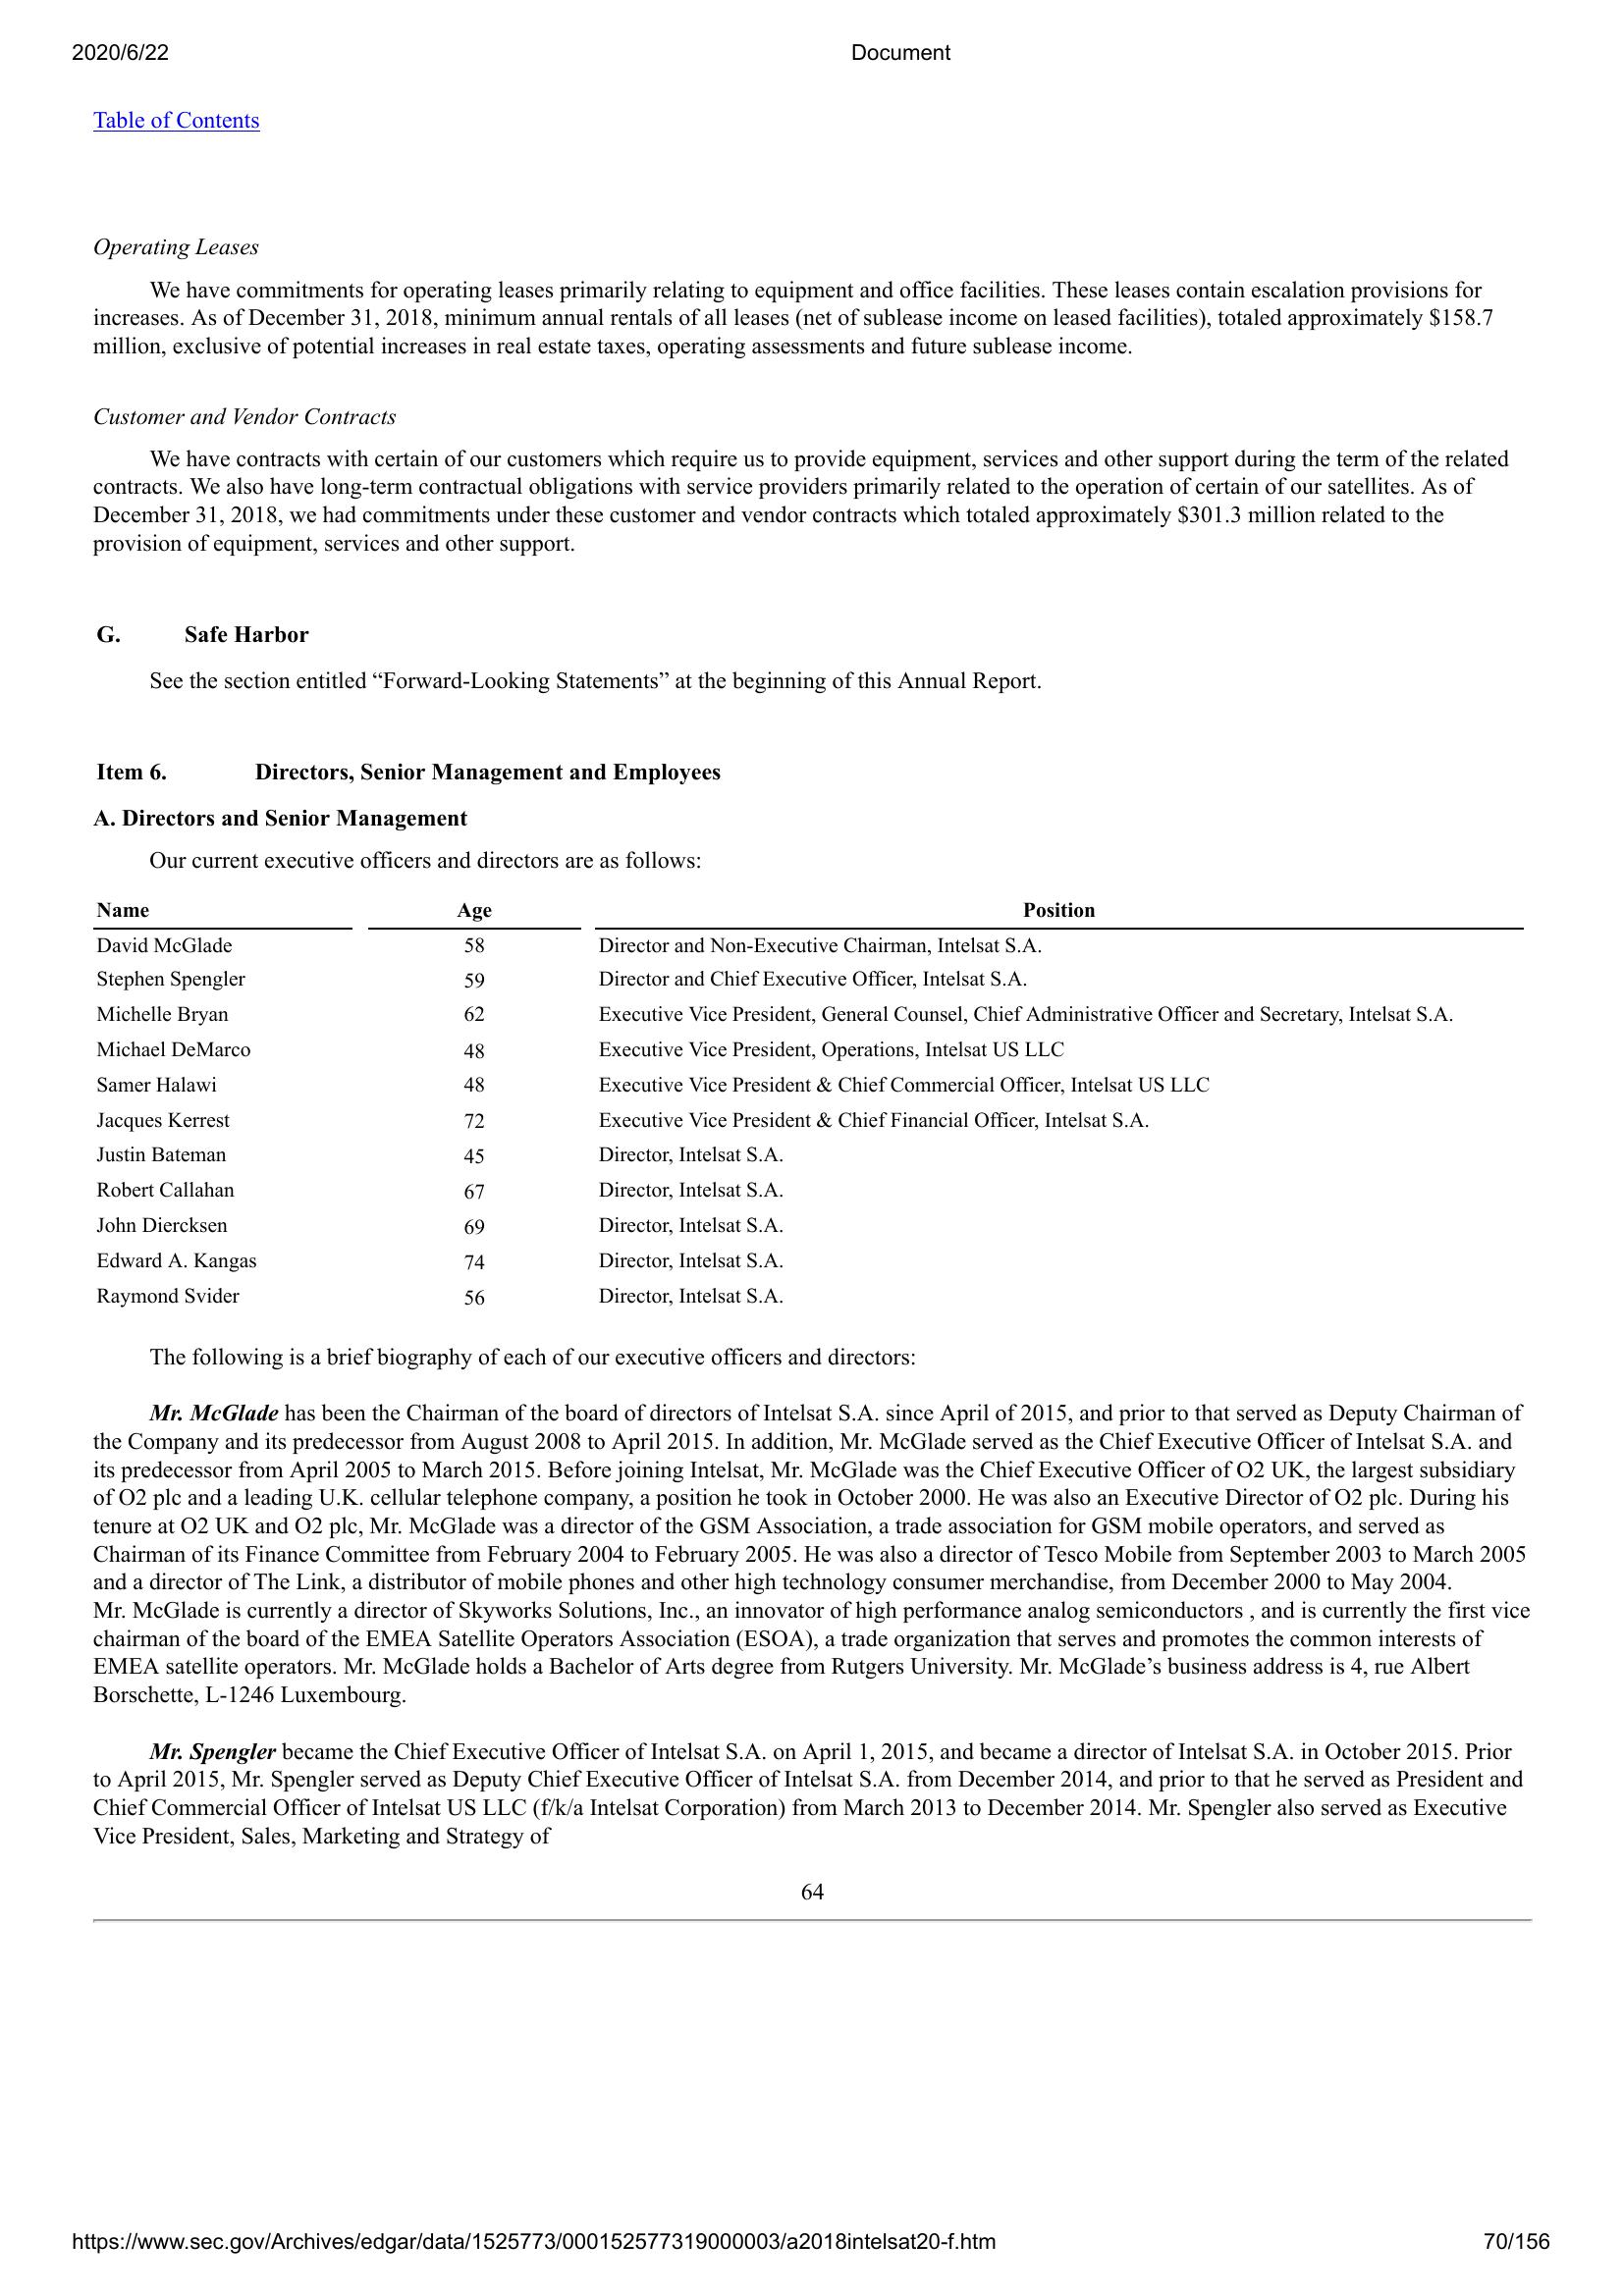 2020/6/22 Document
Table of Contents
Operating Leases
We have commitments for operating leases primarily relating to equipment and office facilities. These leases contain escalation provisions for
increases. As of December 31, 2018, minimum annual rentals of all leases (net of sublease income on leased facilities), totaled approximately $158.7
million, exclusive of potential increases in real estate taxes, operating assessments and future sublease income.
Customer and Vendor Contracts
We have contracts with certain of our customers which require us to provide equipment, services and other support during the term of the related
contracts. We also have long-term contractual obligations with service providers primarily related to the operation of certain of our satellites. As of
December 31, 2018, we had commitments under these customer and vendor contracts which totaled approximately $301.3 million related to the
provision of equipment, services and other support.
G. Safe Harbor
See the section entitled “Forward-Looking Statements” at the beginning of this Annual Report.
Item 6. Directors, Senior Management and Employees
A. Directors and Senior Management
Our current executive officers and directors are as follows:
Name Age Position
David McGlade 58 Director and Non-Executive Chairman, Intelsat S.A.
Stephen Spengler 59 Director and Chief Executive Officer, Intelsat S.A.
Michelle Bryan 62 Executive Vice President, General Counsel, Chief Administrative Officer and Secretary, Intelsat S.A.
Michael DeMarco 48 Executive Vice President, Operations, Intelsat US LLC
Samer Halawi 48 Executive Vice President & Chief Commercial Officer, Intelsat US LLC
Jacques Kerrest 72 Executive Vice President & Chief Financial Officer, Intelsat S.A.
Justin Bateman 45 Director, Intelsat S.A.
Robert Callahan 67 Director, Intelsat S.A.
John Diercksen 69 Director, Intelsat S.A.
Edward A. Kangas 74 Director, Intelsat S.A.
Raymond Svider 56 Director, Intelsat S.A.
The following is a brief biography of each of our executive officers and directors:
Mr. McGlade has been the Chairman of the board of directors of Intelsat S.A. since April of 2015, and prior to that served as Deputy Chairman of
the Company and its predecessor from August 2008 to April 2015. In addition, Mr. McGlade served as the Chief Executive Officer of Intelsat S.A. and
its predecessor from April 2005 to March 2015. Before joining Intelsat, Mr. McGlade was the Chief Executive Officer of O2 UK, the largest subsidiary
of O2 plc and a leading U.K. cellular telephone company, a position he took in October 2000. He was also an Executive Director of O2 plc. During his
tenure at O2 UK and O2 plc, Mr. McGlade was a director of the GSM Association, a trade association for GSM mobile operators, and served as
Chairman of its Finance Committee from February 2004 to February 2005. He was also a director of Tesco Mobile from September 2003 to March 2005
and a director of The Link, a distributor of mobile phones and other high technology consumer merchandise, from December 2000 to May 2004.
Mr. McGlade is currently a director of Skyworks Solutions, Inc., an innovator of high performance analog semiconductors , and is currently the first vice
chairman of the board of the EMEA Satellite Operators Association (ESOA), a trade organization that serves and promotes the common interests of
EMEA satellite operators. Mr. McGlade holds a Bachelor of Arts degree from Rutgers University. Mr. McGlade’s business address is 4, rue Albert
Borschette, L-1246 Luxembourg.
Mr. Spengler became the Chief Executive Officer of Intelsat S.A. on April 1, 2015, and became a director of Intelsat S.A. in October 2015. Prior
to April 2015, Mr. Spengler served as Deputy Chief Executive Officer of Intelsat S.A. from December 2014, and prior to that he served as President and
Chief Commercial Officer of Intelsat US LLC (f/k/a Intelsat Corporation) from March 2013 to December 2014. Mr. Spengler also served as Executive
Vice President, Sales, Marketing and Strategy of
64
https://www.sec.gov/Archives/edgar/data/1525773/000152577319000003/a2018intelsat20-f.htm 70/156